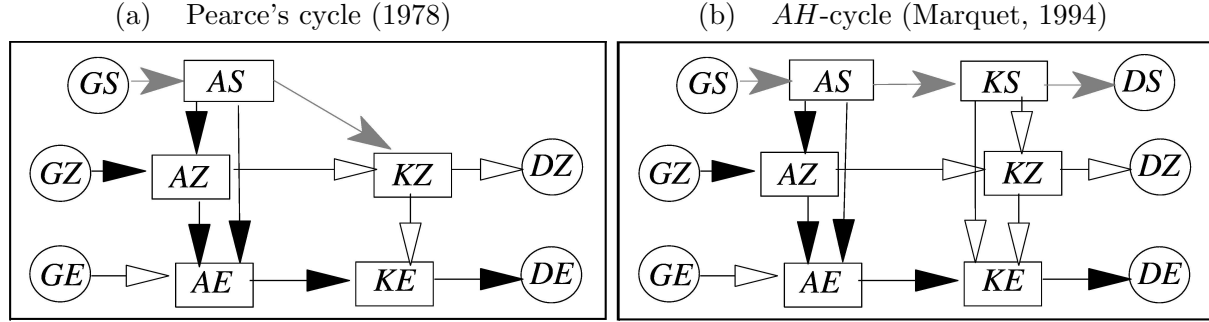 (a) Pearce's cycle (1978) (b) AH-cycle (Marquet, 1994)
GS AS AS KS DS
GS
GZ AZ KZ DZ GZ AZ KZ DZ
GE AE KE DE GE AE KE DE